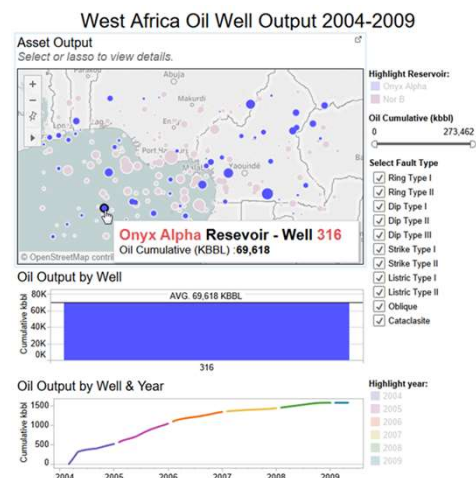 West Africa Oil Well Output 2004-2009
Asset Output
Select or lasso to view details.
Abuja
Makurdi
Yaoundé
Onyx Alpha Resevoir - Well 316
Oil Cumulative (KBBL) :69,618
© OpenStreetMap contri
Highlight Reservoir:
Onyx Alpha
Nor B
Oil Cumulative (kbbl)
0 273,462
Select Fault Type
Ring Type I
Ring Type II
Dip Type I
Dip Type II
Dip Type III
Strike Type I
Strike Type II
Listric Type I
Listric Type II
Oblique
Cataclasite
Oil Output by Well
Cumulative kbbl
80K
60K
40K
20K
0K
AVG. 69,618 KBBL
316
Oil Output by Well & Year
Cumulative kbbl
1500
1000
500
0
2004 2005 2006 2007 2008 2009
Highlight year:
2004
2005
2006
2007
2008
2009